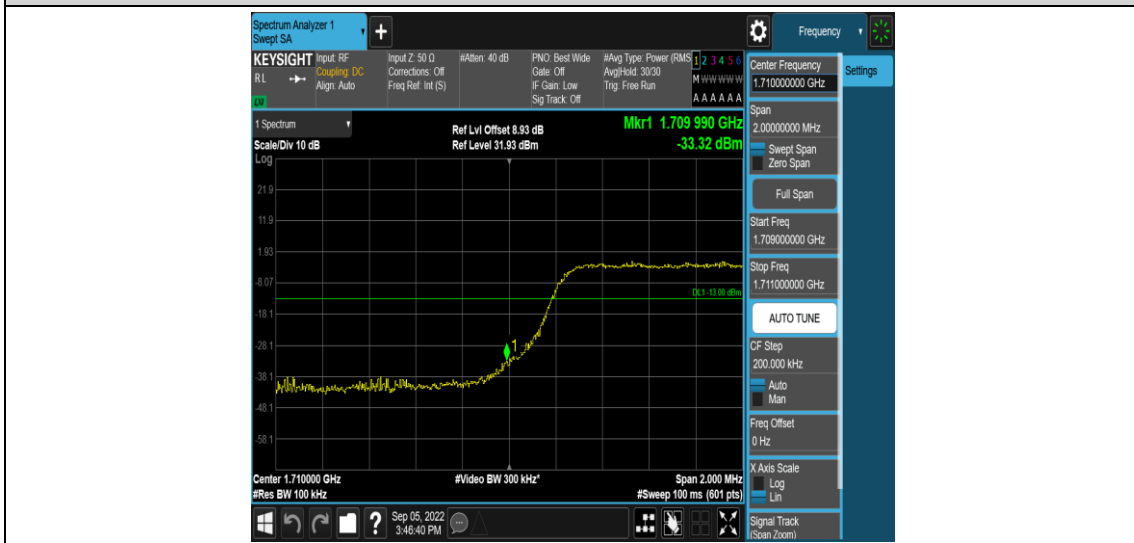 Spectrum Analyzer 1
Swept SA
+
Frequency
KEYSIGHT
RL
LXI
Input: RF
Coupling: DC
Align: Auto
Input Z: 50 Ω
Corrections: Off
Freq Ref: Int (S)
#Atten: 40 dB
PNO: Best Wide
Gate: Off
IF Gain: Low
Sig Track: Off
#Avg Type: Power (RMS
Avg|Hold: 30/30
Trig: Free Run
1 2 3 4 5 6
M W W W W W
A A A A A A
Center Frequency
1.710000000 GHz
Settings
1 Spectrum
Scale/Div 10 dB
Ref Lvl Offset 8.93 dB
Ref Level 31.93 dBm
Mkr1 1.709 990 GHz
-33.32 dBm
Log
21.9
11.9
1.93
-8.07
-18.1
-28.1
-38.1
-48.1
-58.1
DL1 -13.00 dBm
1
Center 1.710000 GHz
#Res BW 100 kHz
#Video BW 300 kHz*
Span 2.000 MHz
#Sweep 100 ms (601 pts)
Span
2.00000000 MHz
Swept Span
Zero Span
Full Span
Start Freq
1.709000000 GHz
Stop Freq
1.711000000 GHz
AUTO TUNE
CF Step
200.000 kHz
Auto
Man
Freq Offset
0 Hz
X Axis Scale
Log
Lin
Signal Track
(Span Zoom)
?
Sep 05, 2022
3:46:40 PM